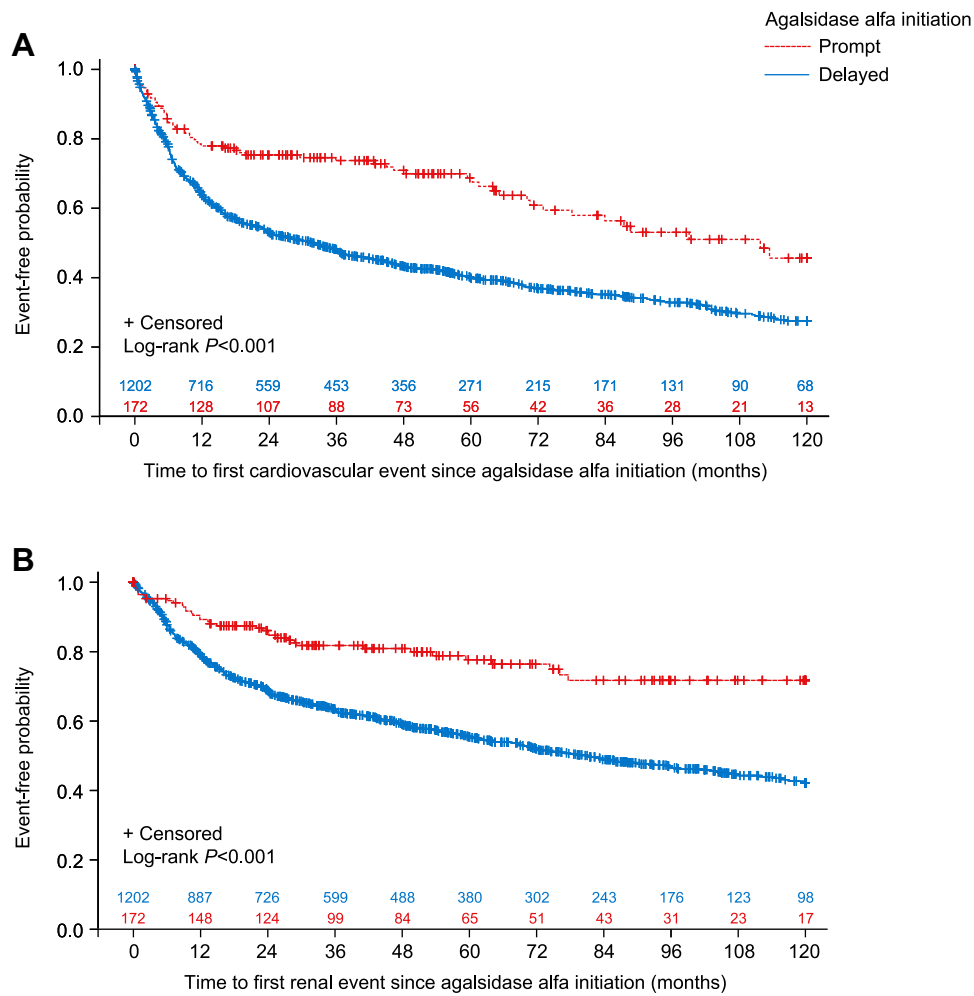 Agalsidase alfa initiation
Prompt
Delayed
A
Event-free probability
1.0
0.8
0.6
0.4
0.2
0.0
+ Censored
Log-rank P<0.001
1202 716 559 453 356 271 215 171 131 90 68
172 128 107 88 73 56 42 36 28 21 13
0 12 24 36 48 60 72 84 96 108 120
Time to first cardiovascular event since agalsidase alfa initiation (months)
B
Event-free probability
1.0
0.8
0.6
0.4
0.2
0.0
+ Censored
Log-rank P<0.001
1202 887 726 599 488 380 302 243 176 123 98
172 148 124 99 84 65 51 43 31 23 17
0 12 24 36 48 60 72 84 96 108 120
Time to first renal event since agalsidase alfa initiation (months)